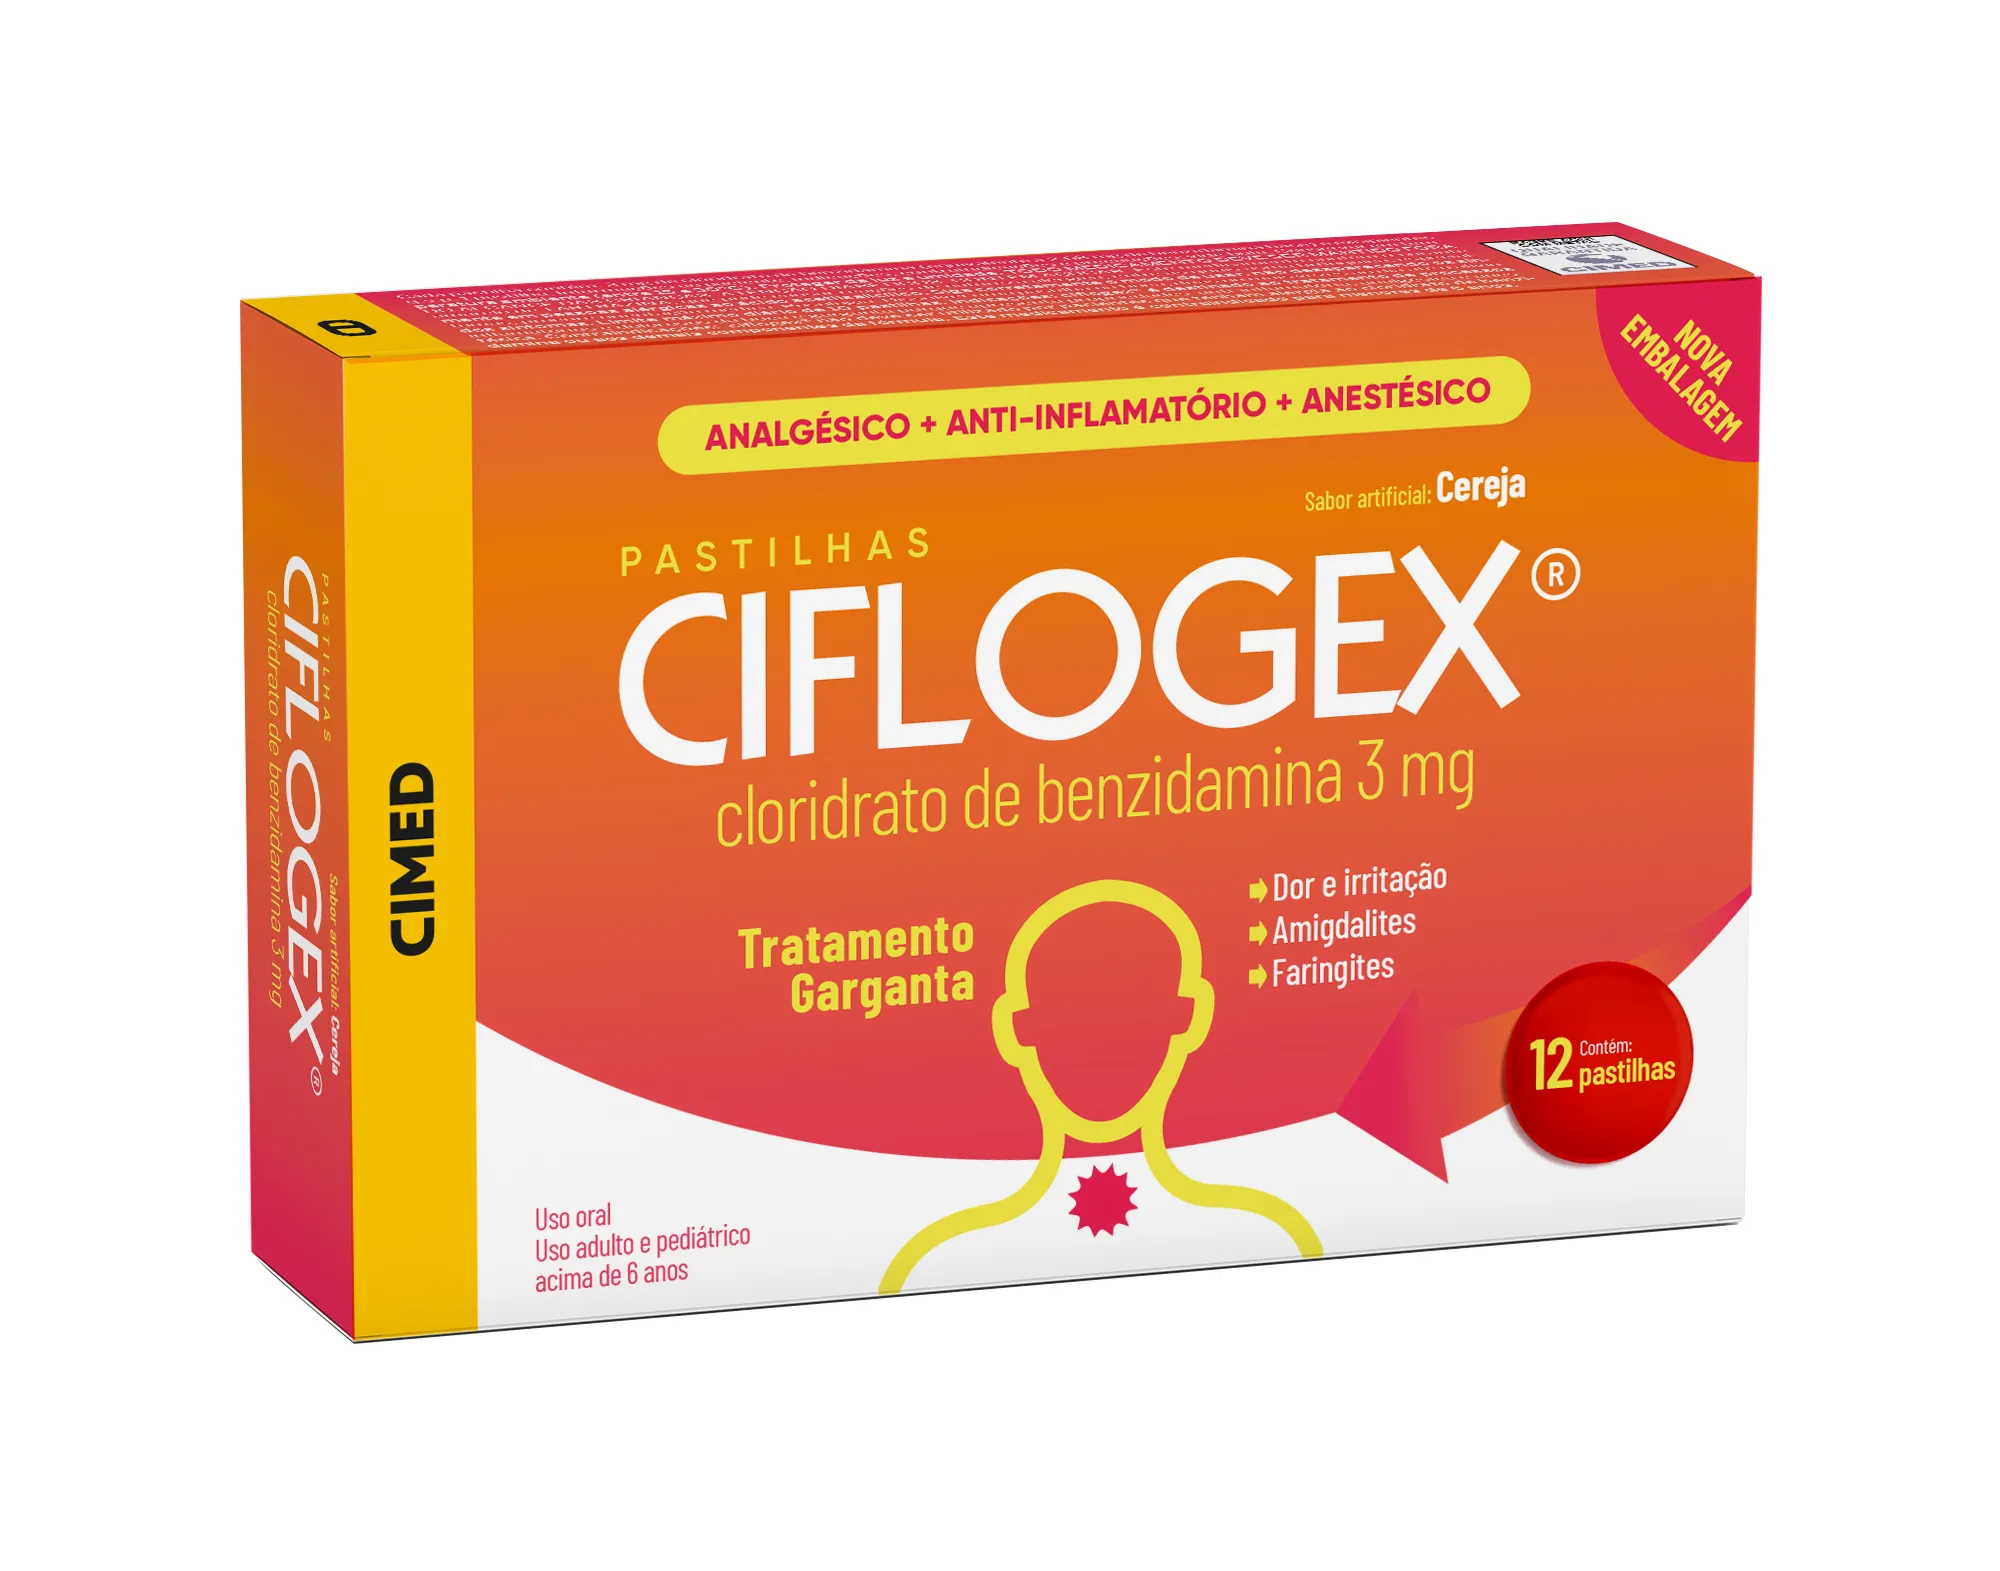 ANALGÉSICO + ANTI-INFLAMATÓRIO + ANESTÉSICO
NOVA
EMBALAGEM
Sabor artificial: Cereja
PASTILHAS
CIFLOGEX®
cloridrato de benzidamina 3 mg
Tratamento
Garganta
Dor e irritação
Amigdalites
Faringites
12 Contém:
pastilhas
Uso oral
Uso adulto e pediátrico
acima de 6 anos
CIMED
PASTILHAS
CIFLOGEX®
cloridrato de benzidamina 3 mg
Sabor artificial: Cereja
CIMED